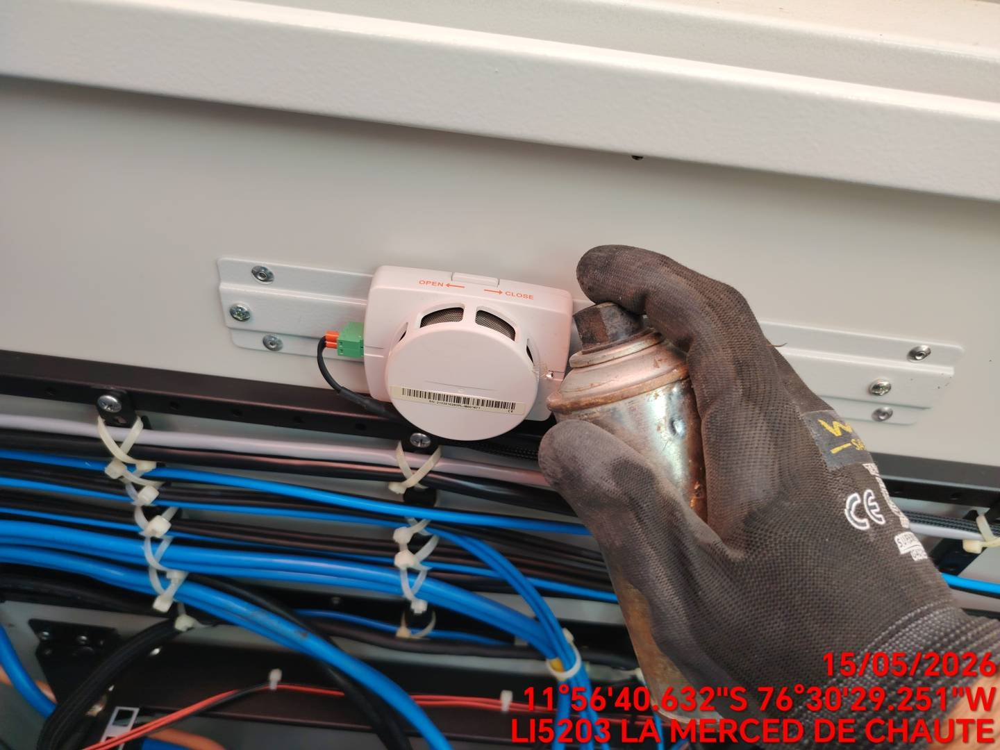 OPEN ← → CLOSE
CE
15/05/2026
11°56'40.632"S 76°30'29.251"W
LI5203 LA MERCED DE CHAUTE